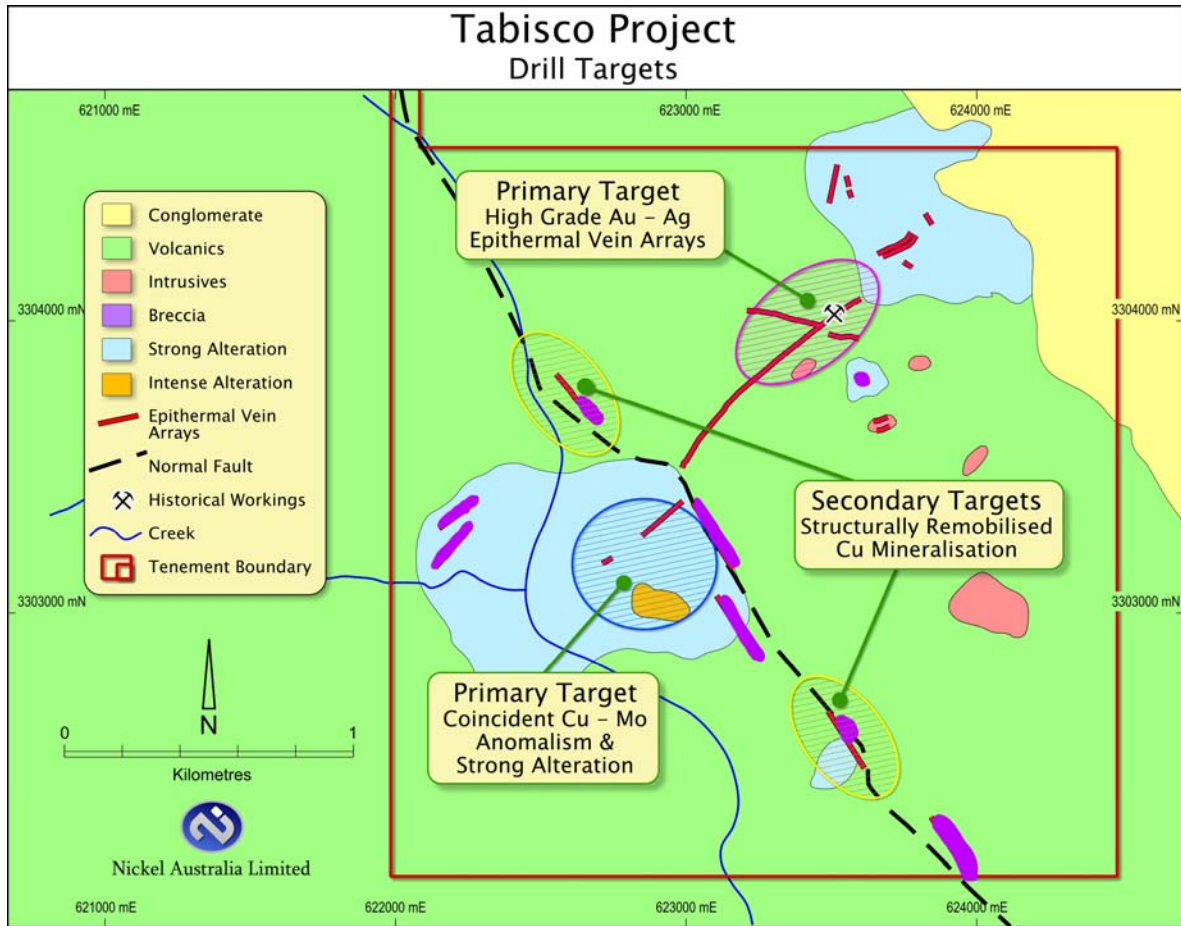 Tabisco Project
Drill Targets
621000 mE
622000 mE
623000 mE
624000 mE
Primary Target
High Grade Au - Ag
Epithermal Vein Arrays
Conglomerate
Volcanics
Intrusives
Breccia
Strong Alteration
Intense Alteration
Epithermal Vein
Arrays
Normal Fault
Historical Workings
Creek
Tenement Boundary
3304000 mN
3304000 mN
Secondary Targets
Structurally Remobilised
Cu Mineralisation
3303000 mN
3303000 mN
Primary Target
Coincident Cu - Mo
Anomalism &
Strong Alteration
N
0
1
Kilometres
Nickel Australia Limited
621000 mE
622000 mE
623000 mE
624000 mE